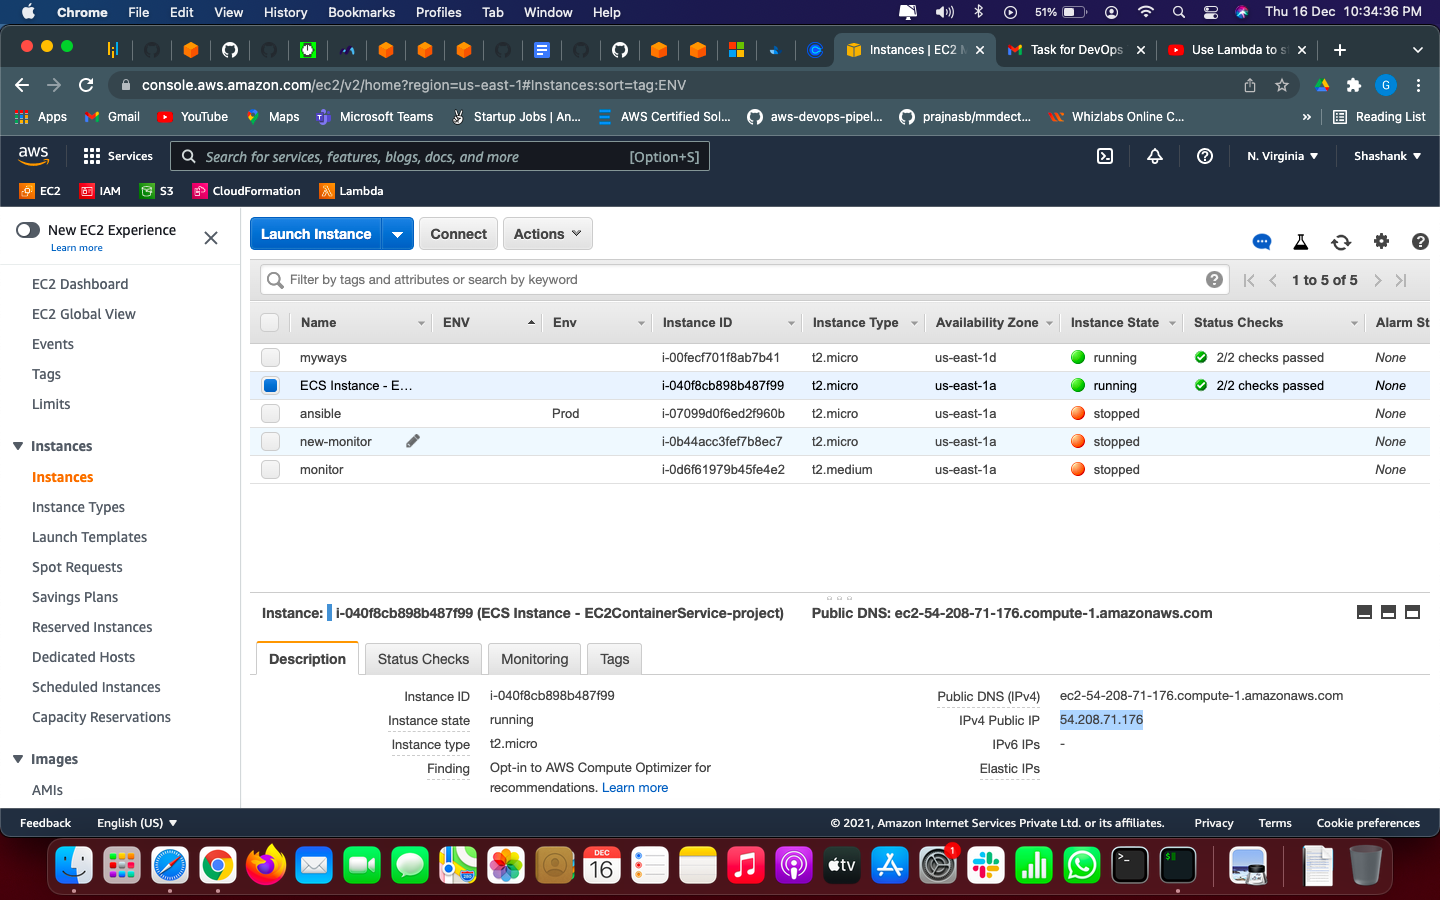 Chrome File Edit View History Bookmarks Profiles Tab Window Help 51% Thu 16 Dec 10:34:36 PM
Instances | EC2 M Task for DevOps Use Lambda to s
console.aws.amazon.com/ec2/v2/home?region=us-east-1#Instances:sort=tag:ENV G
Apps Gmail YouTube Maps Microsoft Teams Startup Jobs | An... AWS Certified Sol... aws-devops-pipel... prajnasb/mmdect... Whizlabs Online C... » Reading List
aws Services Search for services, features, blogs, docs, and more [Option+S] N. Virginia Shashank
EC2 IAM S3 CloudFormation Lambda
New EC2 Experience
Learn more
EC2 Dashboard
EC2 Global View
Events
Tags
Limits
Instances
Instances
Instance Types
Launch Templates
Spot Requests
Savings Plans
Reserved Instances
Dedicated Hosts
Scheduled Instances
Capacity Reservations
Images
AMIs
Launch Instance Connect Actions
Filter by tags and attributes or search by keyword 1 to 5 of 5
Name ENV Env Instance ID Instance Type Availability Zone Instance State Status Checks Alarm St
myways i-00fecf701f8ab7b41 t2.micro us-east-1d running 2/2 checks passed None
ECS Instance - E... i-040f8cb898b487f99 t2.micro us-east-1a running 2/2 checks passed None
ansible Prod i-07099d0f6ed2f960b t2.micro us-east-1a stopped None
new-monitor i-0b44acc3fef7b8ec7 t2.micro us-east-1a stopped None
monitor i-0d6f61979b45fe4e2 t2.medium us-east-1a stopped None
Instance: i-040f8cb898b487f99 (ECS Instance - EC2ContainerService-project) Public DNS: ec2-54-208-71-176.compute-1.amazonaws.com
Description Status Checks Monitoring Tags
Instance ID i-040f8cb898b487f99 Public DNS (IPv4) ec2-54-208-71-176.compute-1.amazonaws.com
Instance state running IPv4 Public IP 54.208.71.176
Instance type t2.micro IPv6 IPs -
Finding Opt-in to AWS Compute Optimizer for Elastic IPs
recommendations. Learn more
Feedback English (US) © 2021, Amazon Internet Services Private Ltd. or its affiliates. Privacy Terms Cookie preferences
DEC
16
tv
1